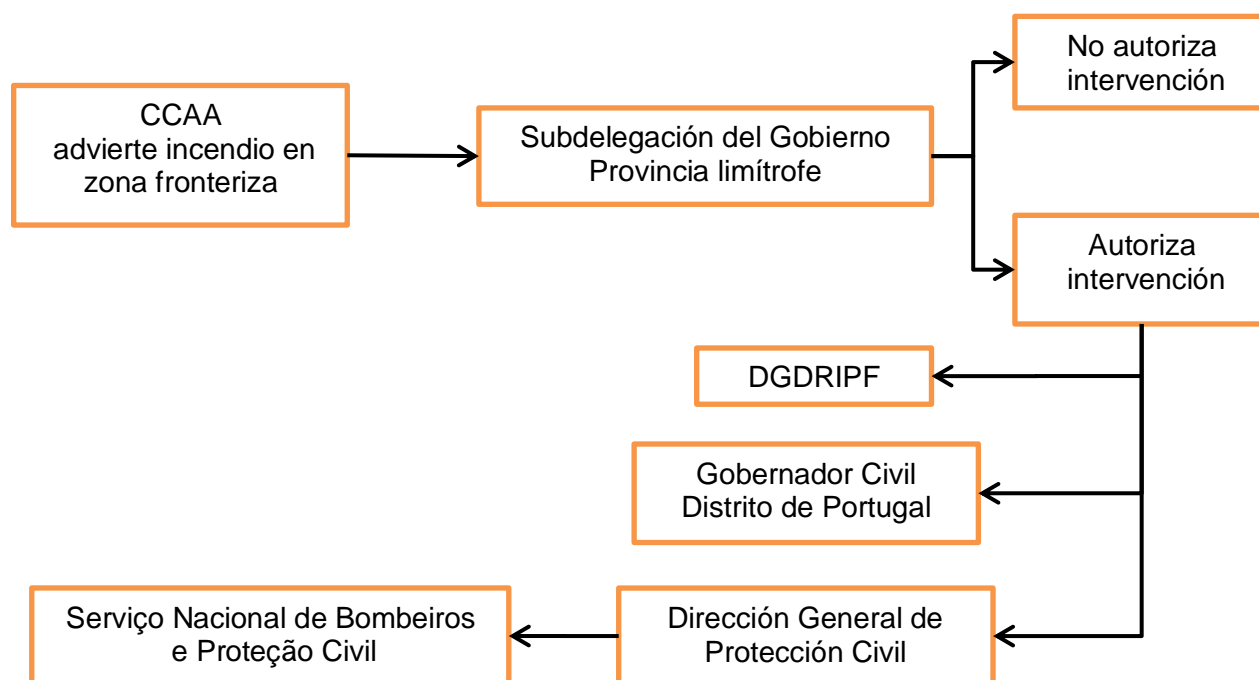 CCAA
advierte incendio en
zona fronteriza
Subdelegación del Gobierno
Provincia limítrofe
No autoriza
intervención
Autoriza
intervención
DGDRIPF
Gobernador Civil
Distrito de Portugal
Dirección General de
Protección Civil
Serviço Nacional de Bombeiros
e Proteção Civil